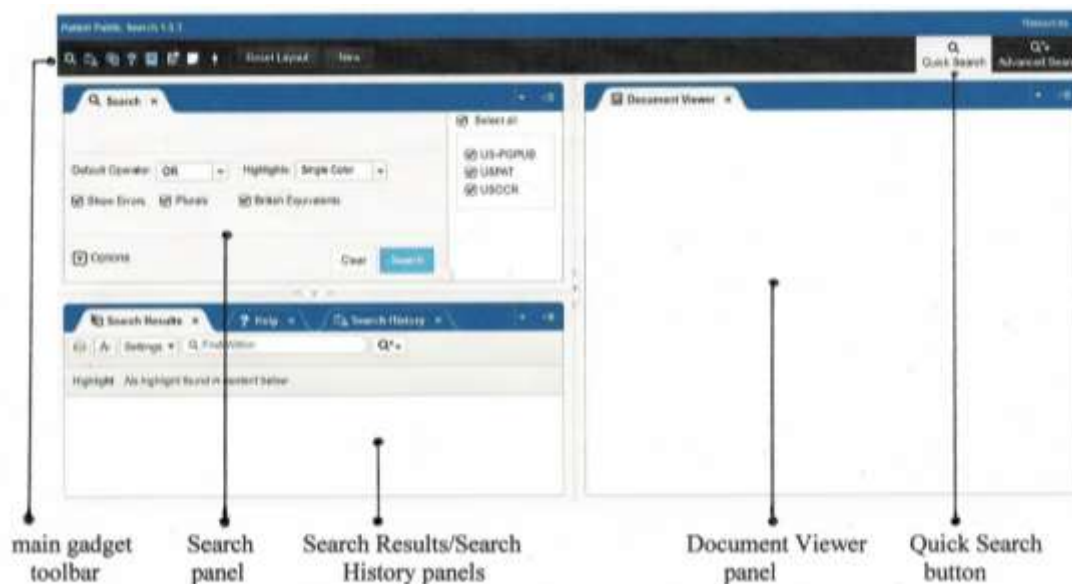 Patent Public Search 1.0.1
Resources
Reset Layout
New
Quick Search
Advanced Sear
Search ×
Select all
US-PGPUB
USPAT
USOCR
Default Operator OR
Highlights Single Color
Show Errors
Plurals
British Equivalents
Options
Clear
Search
Document Viewer ×
Search Results ×
? Help ×
Search History ×
Settings
Find Within
Highlight No highlight found in content below
main gadget
toolbar
Search
panel
Search Results/Search
History panels
Document Viewer
panel
Quick Search
button